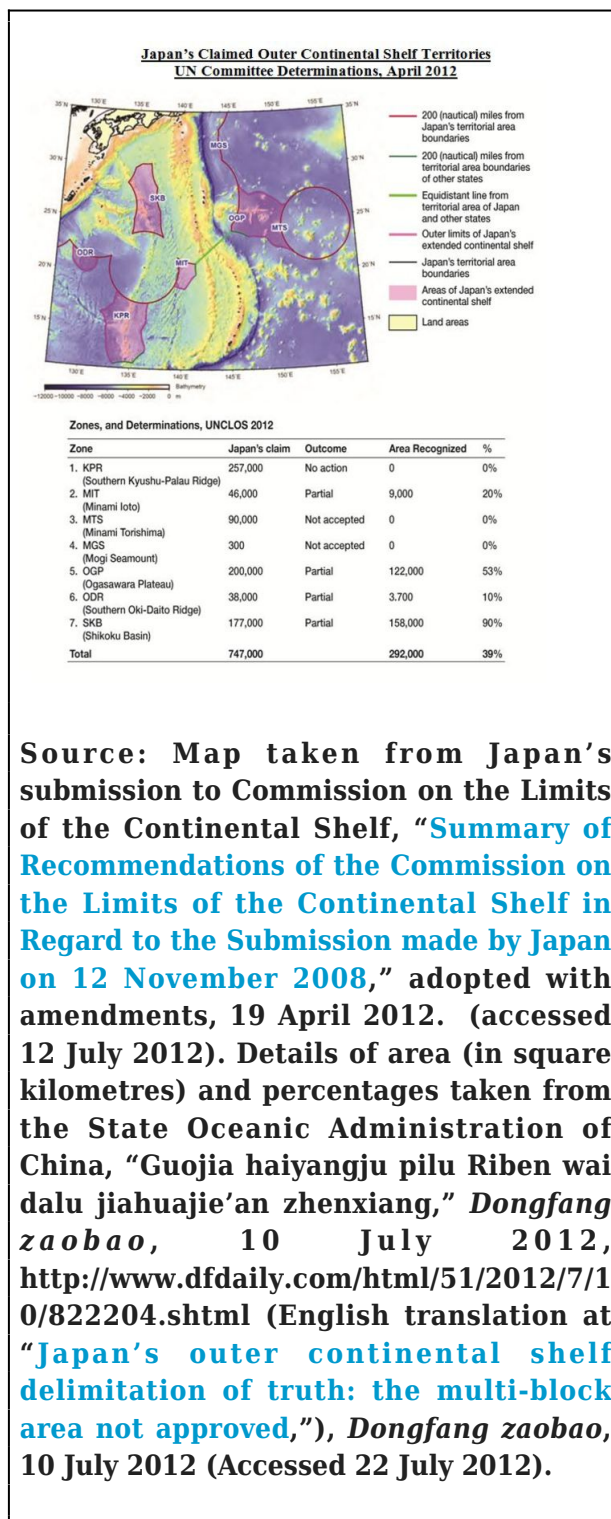 Japan's Claimed Outer Continental Shelf Territories
UN Committee Determinations, April 2012
35°N 130°E 135°E 140°E 145°E 150°E 155°E 35°N
30°N 30°N
25°N 25°N
20°N 20°N
15°N 15°N
130°E 135°E 140°E 145°E 150°E 155°E
MGS
SKB
OGP
MTS
ODR
MIT
KPR
Bathymetry
−12000 −10000 −8000 −6000 −4000 −2000 0 m
200 (nautical) miles from
Japan's territorial area
boundaries
200 (nautical) miles from
territorial area boundaries
of other states
Equidistant line from
territorial area of Japan
and other states
Outer limits of Japan's
extended continental shelf
Japan's territorial area
boundaries
Areas of Japan's extended
continental shelf
Land areas
Zones, and Determinations, UNCLOS 2012
Zone Japan's claim Outcome Area Recognized %
1. KPR 257,000 No action 0 0%
(Southern Kyushu-Palau Ridge)
2. MIT 46,000 Partial 9,000 20%
(Minami Ioto)
3. MTS 90,000 Not accepted 0 0%
(Minami Torishima)
4. MGS 300 Not accepted 0 0%
(Mogi Seamount)
5. OGP 200,000 Partial 122,000 53%
(Ogasawara Plateau)
6. ODR 38,000 Partial 3.700 10%
(Southern Oki-Daito Ridge)
7. SKB 177,000 Partial 158,000 90%
(Shikoku Basin)
Total 747,000 292,000 39%
Source: Map taken from Japan's
submission to Commission on the Limits
of the Continental Shelf, “Summary of
Recommendations of the Commission on
the Limits of the Continental Shelf in
Regard to the Submission made by Japan
on 12 November 2008,” adopted with
amendments, 19 April 2012. (accessed
12 July 2012). Details of area (in square
kilometres) and percentages taken from
the State Oceanic Administration of
China, “Guojia haiyangju pilu Riben wai
dalu jiahuajie’an zhenxiang,” Dongfang
zaobao, 10 July 2012,
http://www.dfdaily.com/html/51/2012/7/1
0/822204.shtml (English translation at
“Japan’s outer continental shelf
delimitation of truth: the multi-block
area not approved,”), Dongfang zaobao,
10 July 2012 (Accessed 22 July 2012).